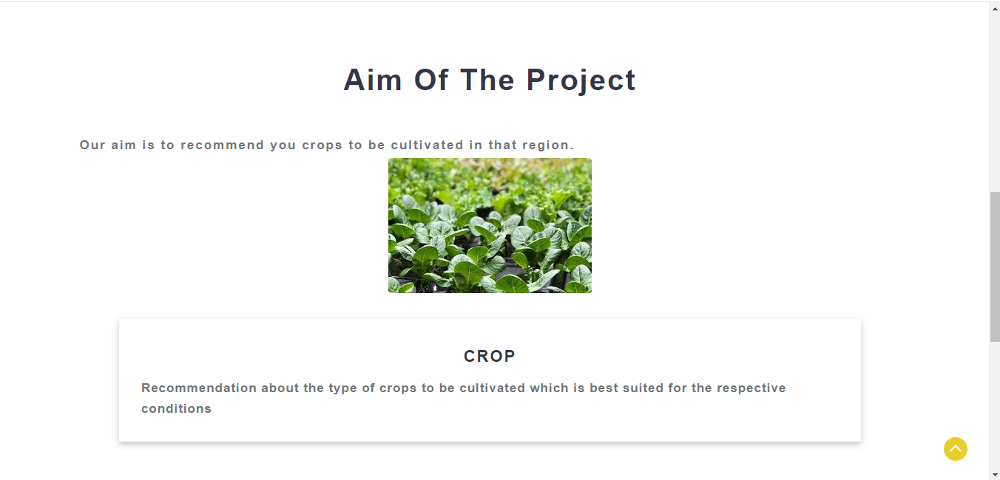 Aim Of The Project
Our aim is to recommend you crops to be cultivated in that region.
CROP
Recommendation about the type of crops to be cultivated which is best suited for the respective
conditions